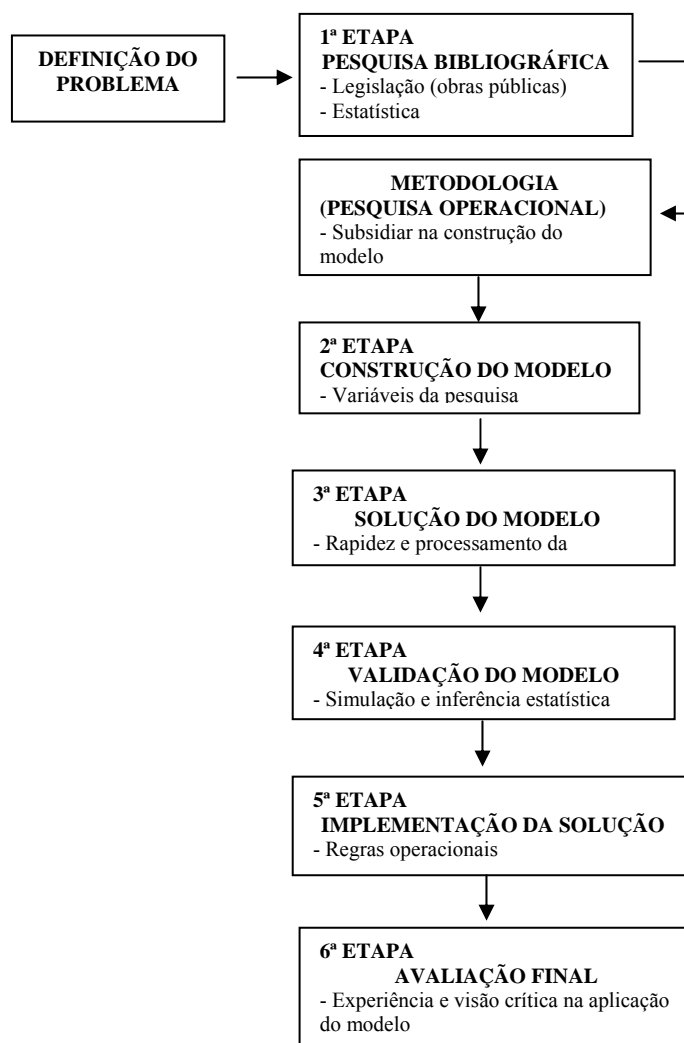 DEFINIÇÃO DO
PROBLEMA
1ª ETAPA
PESQUISA BIBLIOGRÁFICA
- Legislação (obras públicas)
- Estatística
METODOLOGIA
(PESQUISA OPERACIONAL)
- Subsidiar na construção do
modelo
2ª ETAPA
CONSTRUÇÃO DO MODELO
- Variáveis da pesquisa
3ª ETAPA
SOLUÇÃO DO MODELO
- Rapidez e processamento da
4ª ETAPA
VALIDAÇÃO DO MODELO
- Simulação e inferência estatística
5ª ETAPA
IMPLEMENTAÇÃO DA SOLUÇÃO
- Regras operacionais
6ª ETAPA
AVALIAÇÃO FINAL
- Experiência e visão crítica na aplicação
do modelo